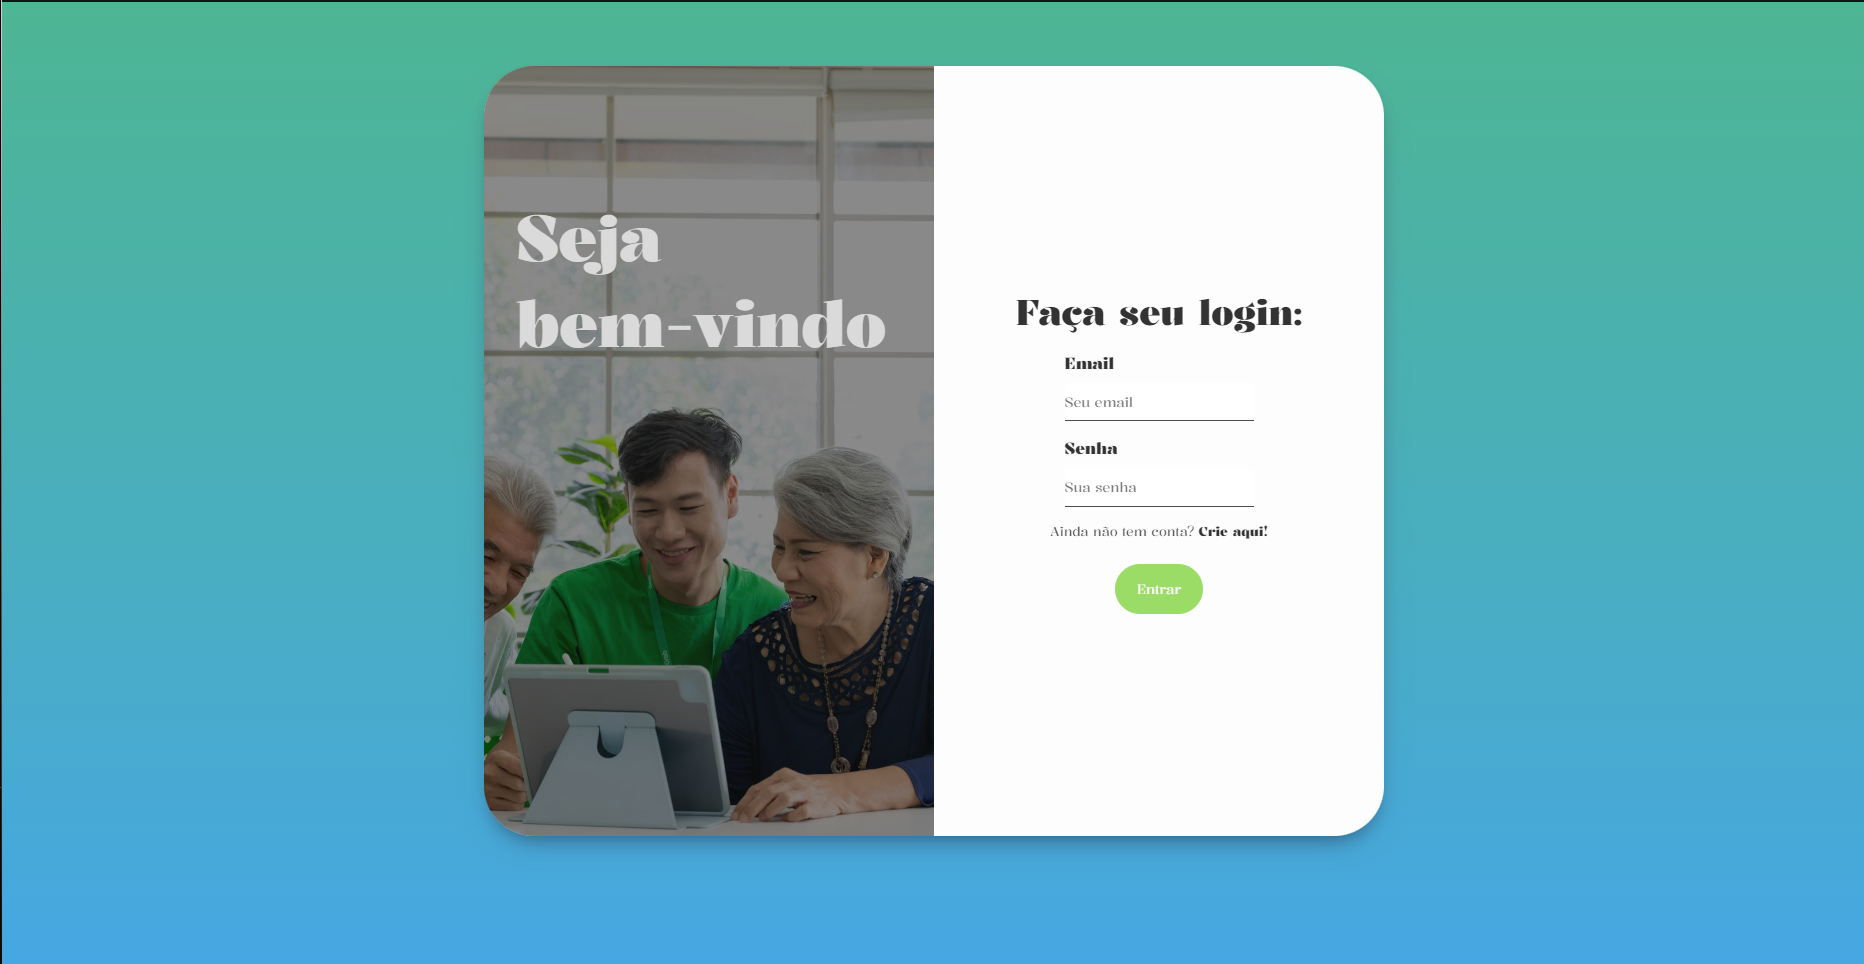 Seja
bem-vindo
Faça seu login:
Email
Seu email
Senha
Sua senha
Ainda não tem conta? Crie aqui!
Entrar